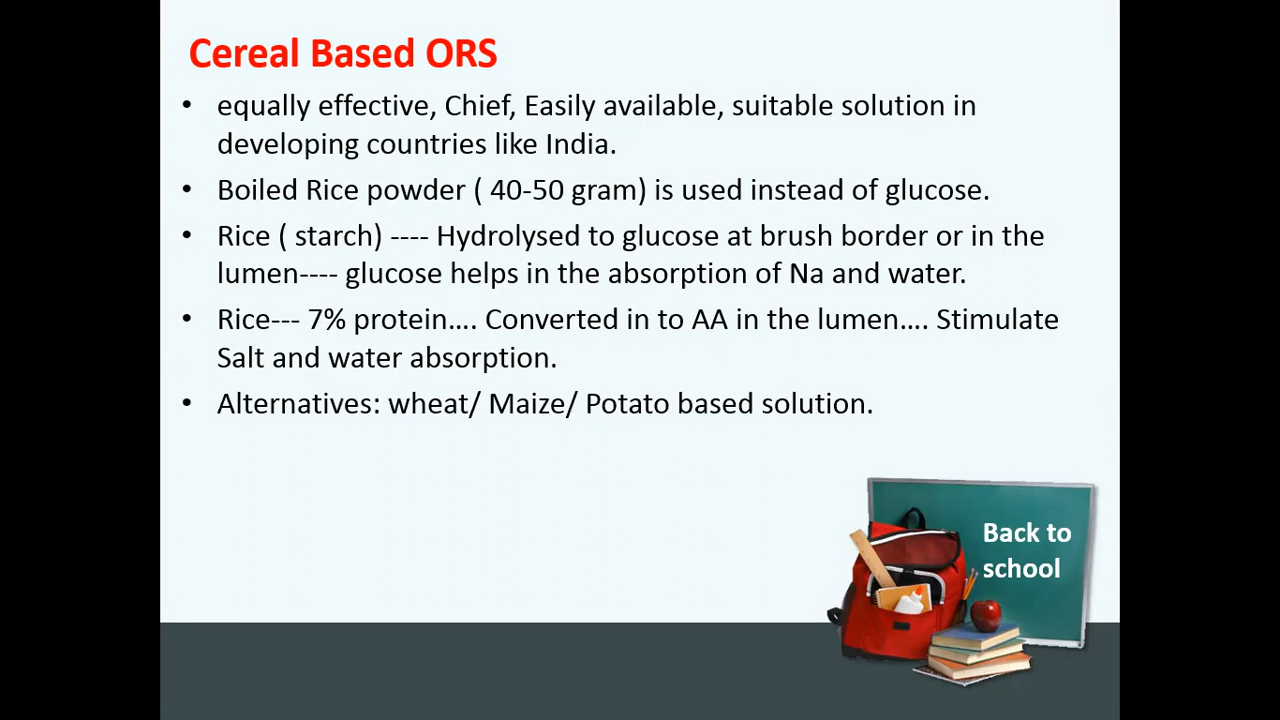 Cereal Based ORS
• equally effective, Chief, Easily available, suitable solution in
developing countries like India.
• Boiled Rice powder ( 40-50 gram) is used instead of glucose.
• Rice ( starch) ---- Hydrolysed to glucose at brush border or in the
lumen---- glucose helps in the absorption of Na and water.
• Rice--- 7% protein…. Converted in to AA in the lumen…. Stimulate
Salt and water absorption.
• Alternatives: wheat/ Maize/ Potato based solution.
Back to
school